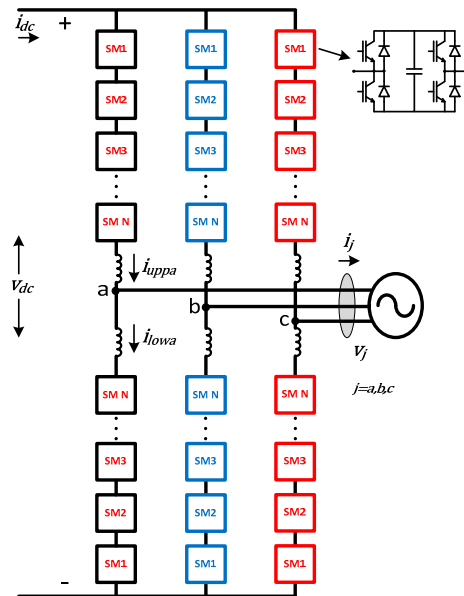 i_dc +
SM1 SM1 SM1
SM2 SM2 SM2
SM3 SM3 SM3
SM N SM N SM N
i_uppa i_j
v_dc a
b
c
i_lowa v_j
SM N SM N SM N
j=a,b,c
SM3 SM3 SM3
SM2 SM2 SM2
SM1 SM1 SM1
-